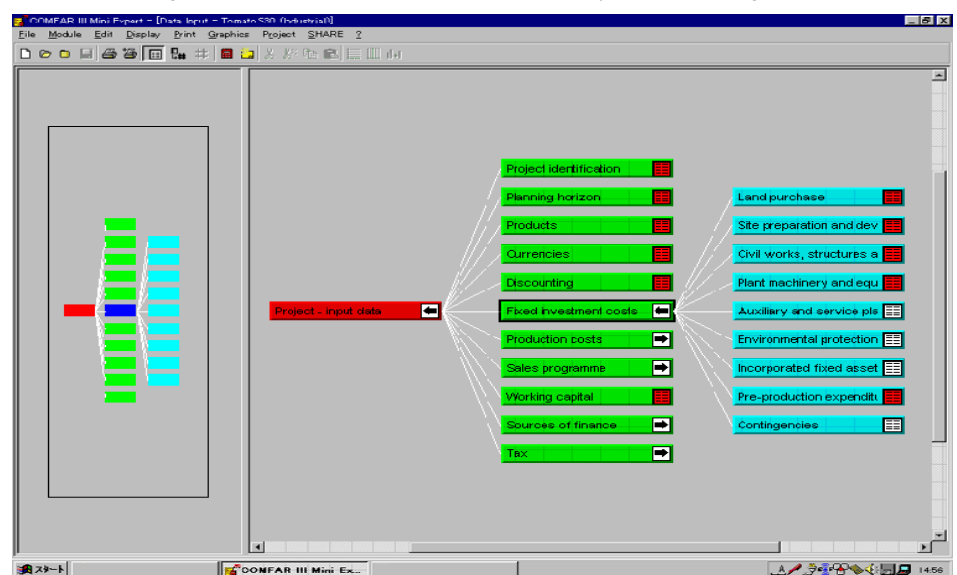 COMFAR III Mini Expert - [Data Input - Tomato S30 (Industrial)]
File Module Edit Display Print Graphics Project SHARE ?
Project identification
Planning horizon
Land purchase
Products
Site preparation and dev
Currencies
Civil works, structures a
Discounting
Plant machinery and equ
Project - input data
Fixed investment costs
Auxiliary and service pla
Production costs
Environmental protection
Sales programme
Incorporated fixed asset
Working capital
Pre-production expenditu
Sources of finance
Contingencies
Tax
スタート
COMFAR III Mini Ex...
A
14:56